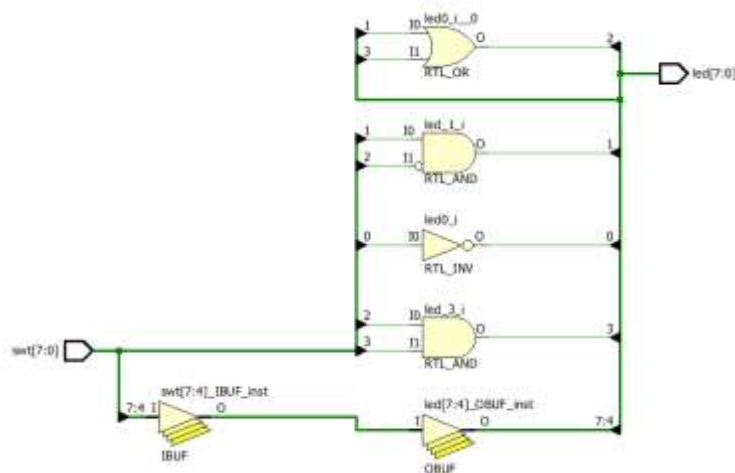 led0_i__0
1 I0 O 2
3 I1
RTL_OR
led[7:0]
led_1_i
1 I0 O 1
2 I1
RTL_AND
led0_i
0 I0 O 0
RTL_INV
led_3_i
2 I0 O 3
3 I1
RTL_AND
swt[7:0]
swt[7:4]_IBUF_inst
7:4 I O
IBUF
led[7:4]_OBUF_inst
I O 7:4
OBUF